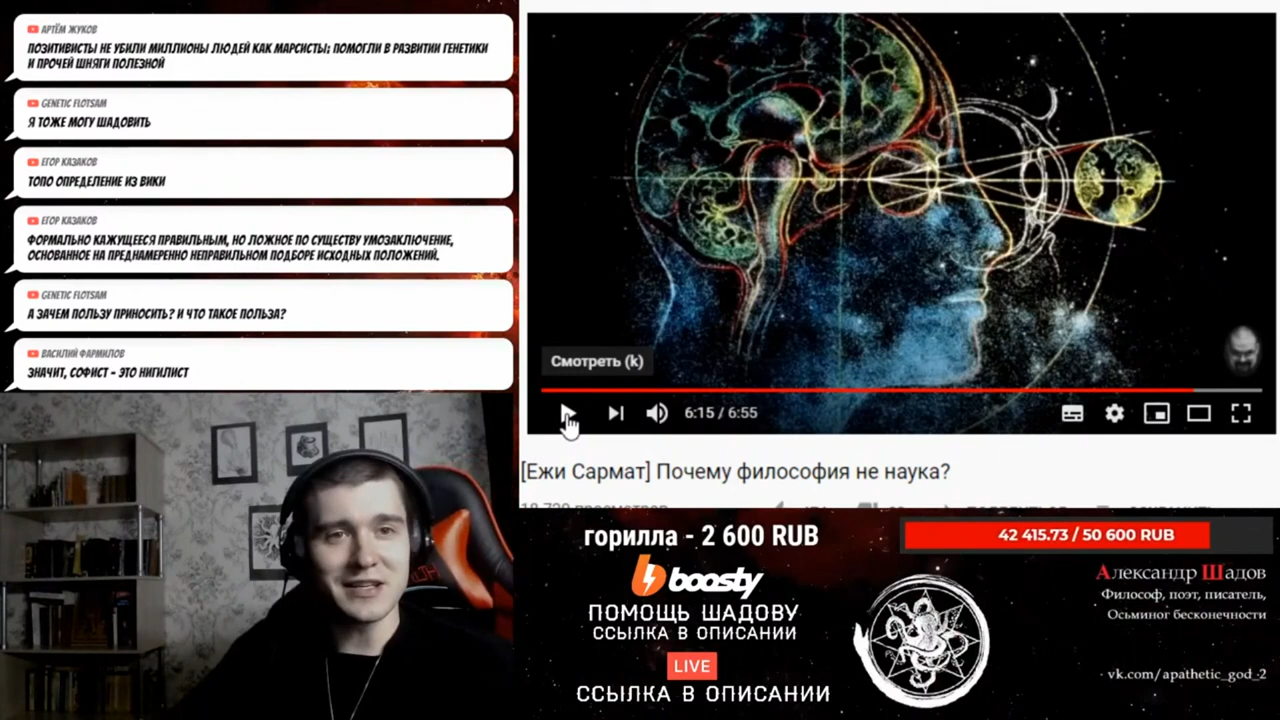 АРТЁМ ЖУКОВ
ПОЗИТИВИСТЫ НЕ УБИЛИ МИЛЛИОНЫ ЛЮДЕЙ КАК МАРСИСТЫ; ПОМОГЛИ В РАЗВИТИИ ГЕНЕТИКИ
И ПРОЧЕЙ ШНЯГИ ПОЛЕЗНОЙ
GENETIC FLOTSAM
Я ТОЖЕ МОГУ ШАДОВИТЬ
ЕГОР КАЗАКОВ
ТОПО ОПРЕДЕЛЕНИЕ ИЗ ВИКИ
ЕГОР КАЗАКОВ
ФОРМАЛЬНО КАЖУЩЕЕСЯ ПРАВИЛЬНЫМ, НО ЛОЖНОЕ ПО СУЩЕСТВУ УМОЗАКЛЮЧЕНИЕ,
ОСНОВАННОЕ НА ПРЕДНАМЕРЕННО НЕПРАВИЛЬНОМ ПОДБОРЕ ИСХОДНЫХ ПОЛОЖЕНИЙ.
GENETIC FLOTSAM
А ЗАЧЕМ ПОЛЬЗУ ПРИНОСИТЬ? И ЧТО ТАКОЕ ПОЛЬЗА?
ВАСИЛИЙ ФАРМИЛОВ
ЗНАЧИТ, СОФИСТ - ЭТО НИГИЛИСТ
Смотреть (k)
6:15 / 6:55
[Ежи Сармат] Почему философия не наука?
горилла - 2 600 RUB
boosty
ПОМОЩЬ ШАДОВУ
ССЫЛКА В ОПИСАНИИ
LIVE
ССЫЛКА В ОПИСАНИИ
42 415.73 / 50 600 RUB
Александр Шадов
Философ, поэт, писатель,
Осьминог бесконечности
vk.com/apathetic_god_2